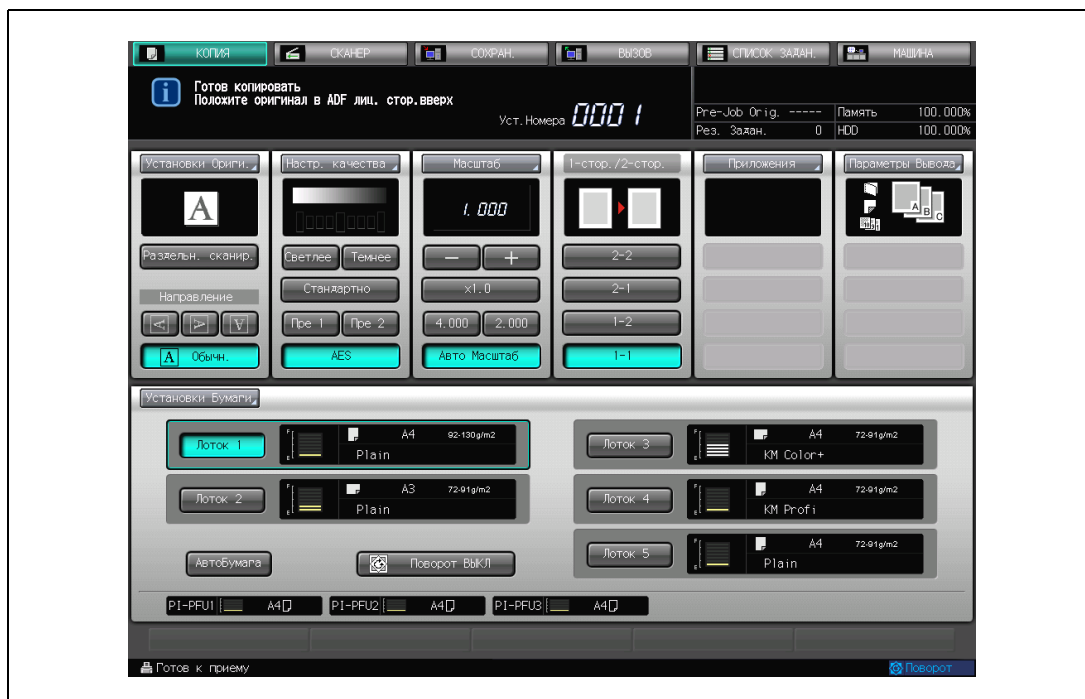 КОПИЯ СКАНЕР СОХРАН. ВЫЗОВ СПИСОК ЗАДАН. МАШИНА
Готов копировать
Положите оригинал в ADF лиц. стор.вверх
Уст.Номера 0001
Pre-Job Orig. ----- Память 100.000%
Рез. Задан. 0 HDD 100.000%
Установки Ориги. Настр. качества Масштаб 1-стор./2-стор. Приложения Параметры Вывода
A 1.000 A B C
Раздельн. сканир. Светлее Темнее − + 2-2
Направление Стандартно ×1.0 2-1
A A A Пре 1 Пре 2 4.000 2.000 1-2
A Обычн. AES Авто Масштаб 1-1
Установки Бумаги
Лоток 1 F E A4 92-130g/m2 Plain
Лоток 2 F E A3 72-91g/m2 Plain
Лоток 3 F E A4 72-91g/m2 KM Color+
Лоток 4 F E A4 72-91g/m2 KM Profi
Лоток 5 F E A4 72-91g/m2 Plain
АвтоБумага Поворот ВЫКЛ
PI-PFU1 A4 PI-PFU2 A4 PI-PFU3 A4
Готов к приему Поворот